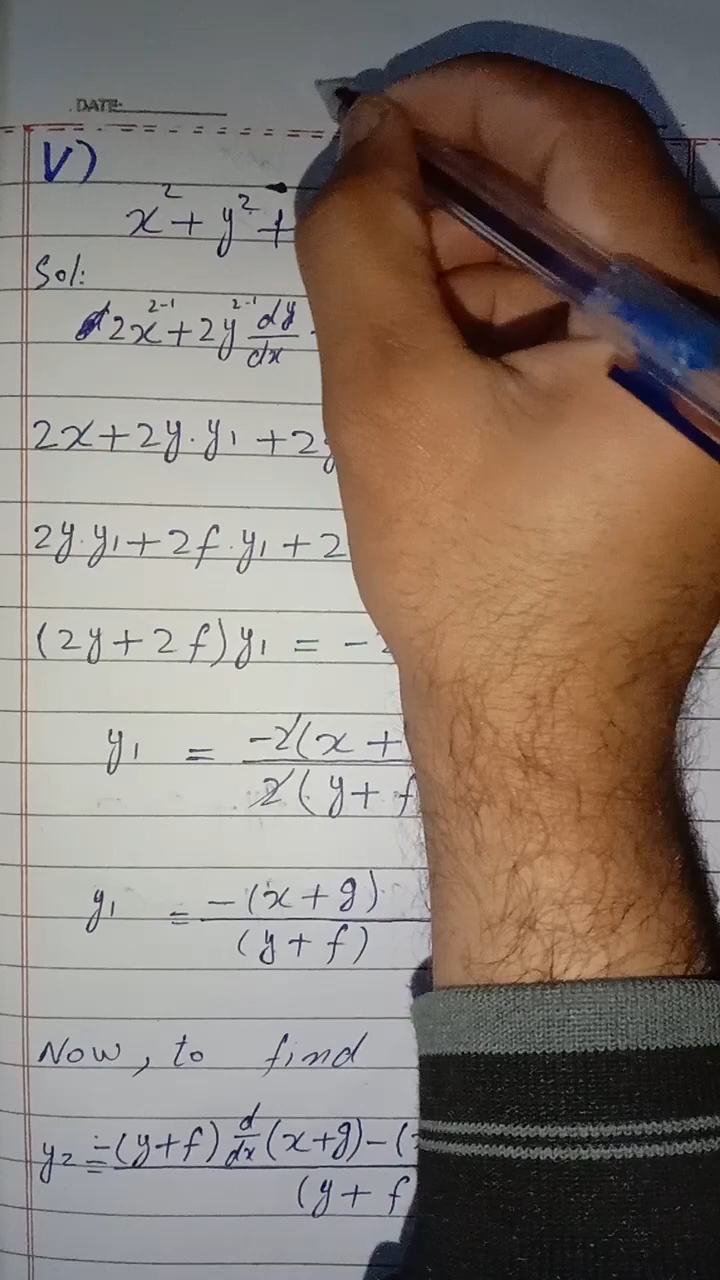 DATE:
V)
x² + y² +
Sol:
2x²⁻¹ + 2y²⁻¹ dy/dx
2x + 2y·y₁ + 2
2y·y₁ + 2f·y₁ + 2
(2y + 2f)y₁ = -
y₁ = -2(x + / 2(y + f
y₁ = -(x + g) / (y + f)
Now, to find
y₂ = -(y+f) d/dx (x+g) - ( / (y + f